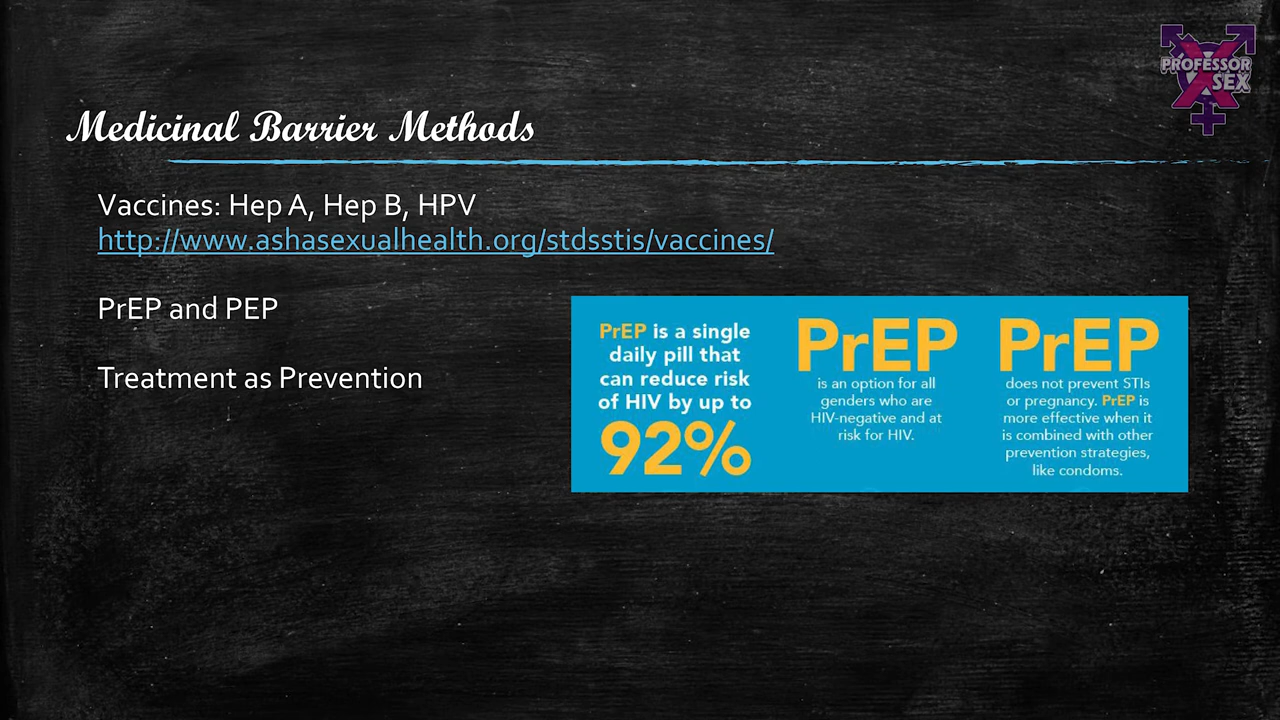 PROFESSOR
SEX
Medicinal Barrier Methods
Vaccines: Hep A, Hep B, HPV
http://www.ashasexualhealth.org/stdsstis/vaccines/
PrEP and PEP
Treatment as Prevention
PrEP is a single
daily pill that
can reduce risk
of HIV by up to
92%
PrEP
is an option for all
genders who are
HIV-negative and at
risk for HIV.
PrEP
does not prevent STIs
or pregnancy. PrEP is
more effective when it
is combined with other
prevention strategies,
like condoms.